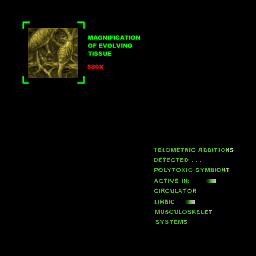 MAGNIFICATION
OF EVOLVING
TISSUE
500X
TELOMETRIC ADDITIONS
DETECTED . . .
POLYTOXIC SYMBIONT
ACTIVE IN:
CIRCULATOR
LIMBIC
MUSCULOSKELET
SYSTEMS